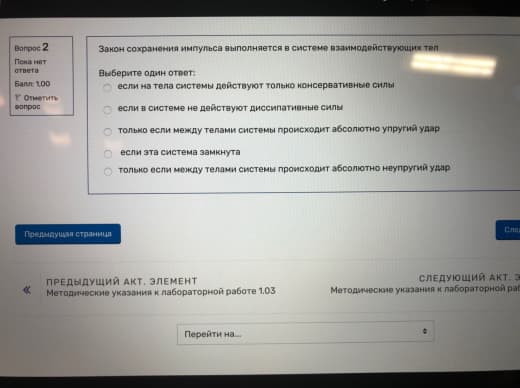 Вопрос 2
Пока нет
ответа
Балл: 1,00
Отметить
вопрос
Закон сохранения импульса выполняется в системе взаимодействующих тел
Выберите один ответ:
если на тела системы действуют только консервативные силы
если в системе не действуют диссипативные силы
только если между телами системы происходит абсолютно упругий удар
если эта система замкнута
только если между телами системы происходит абсолютно неупругий удар
Предыдущая страница
ПРЕДЫДУЩИЙ АКТ. ЭЛЕМЕНТ
Методические указания к лабораторной работе 1.03
СЛЕДУЮЩИЙ АКТ.
Методические указания к лабораторной
Перейти на...